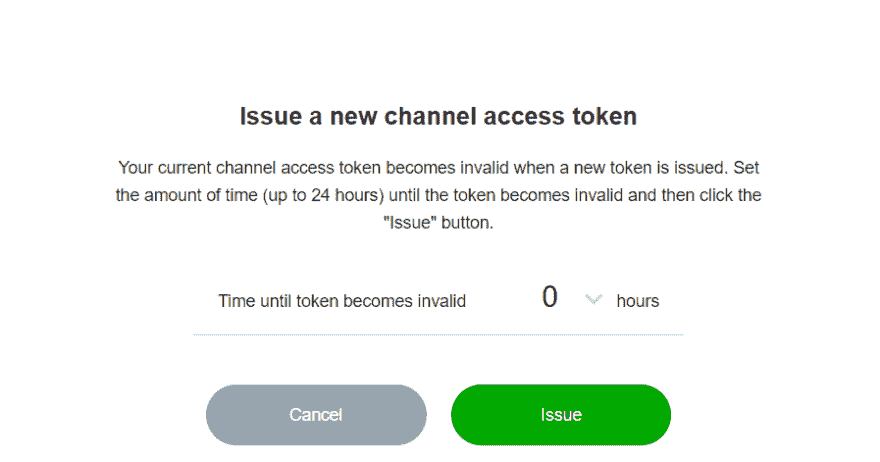 Issue a new channel access token
Your current channel access token becomes invalid when a new token is issued. Set
the amount of time (up to 24 hours) until the token becomes invalid and then click the
"Issue" button.
Time until token becomes invalid 0 hours
Cancel Issue